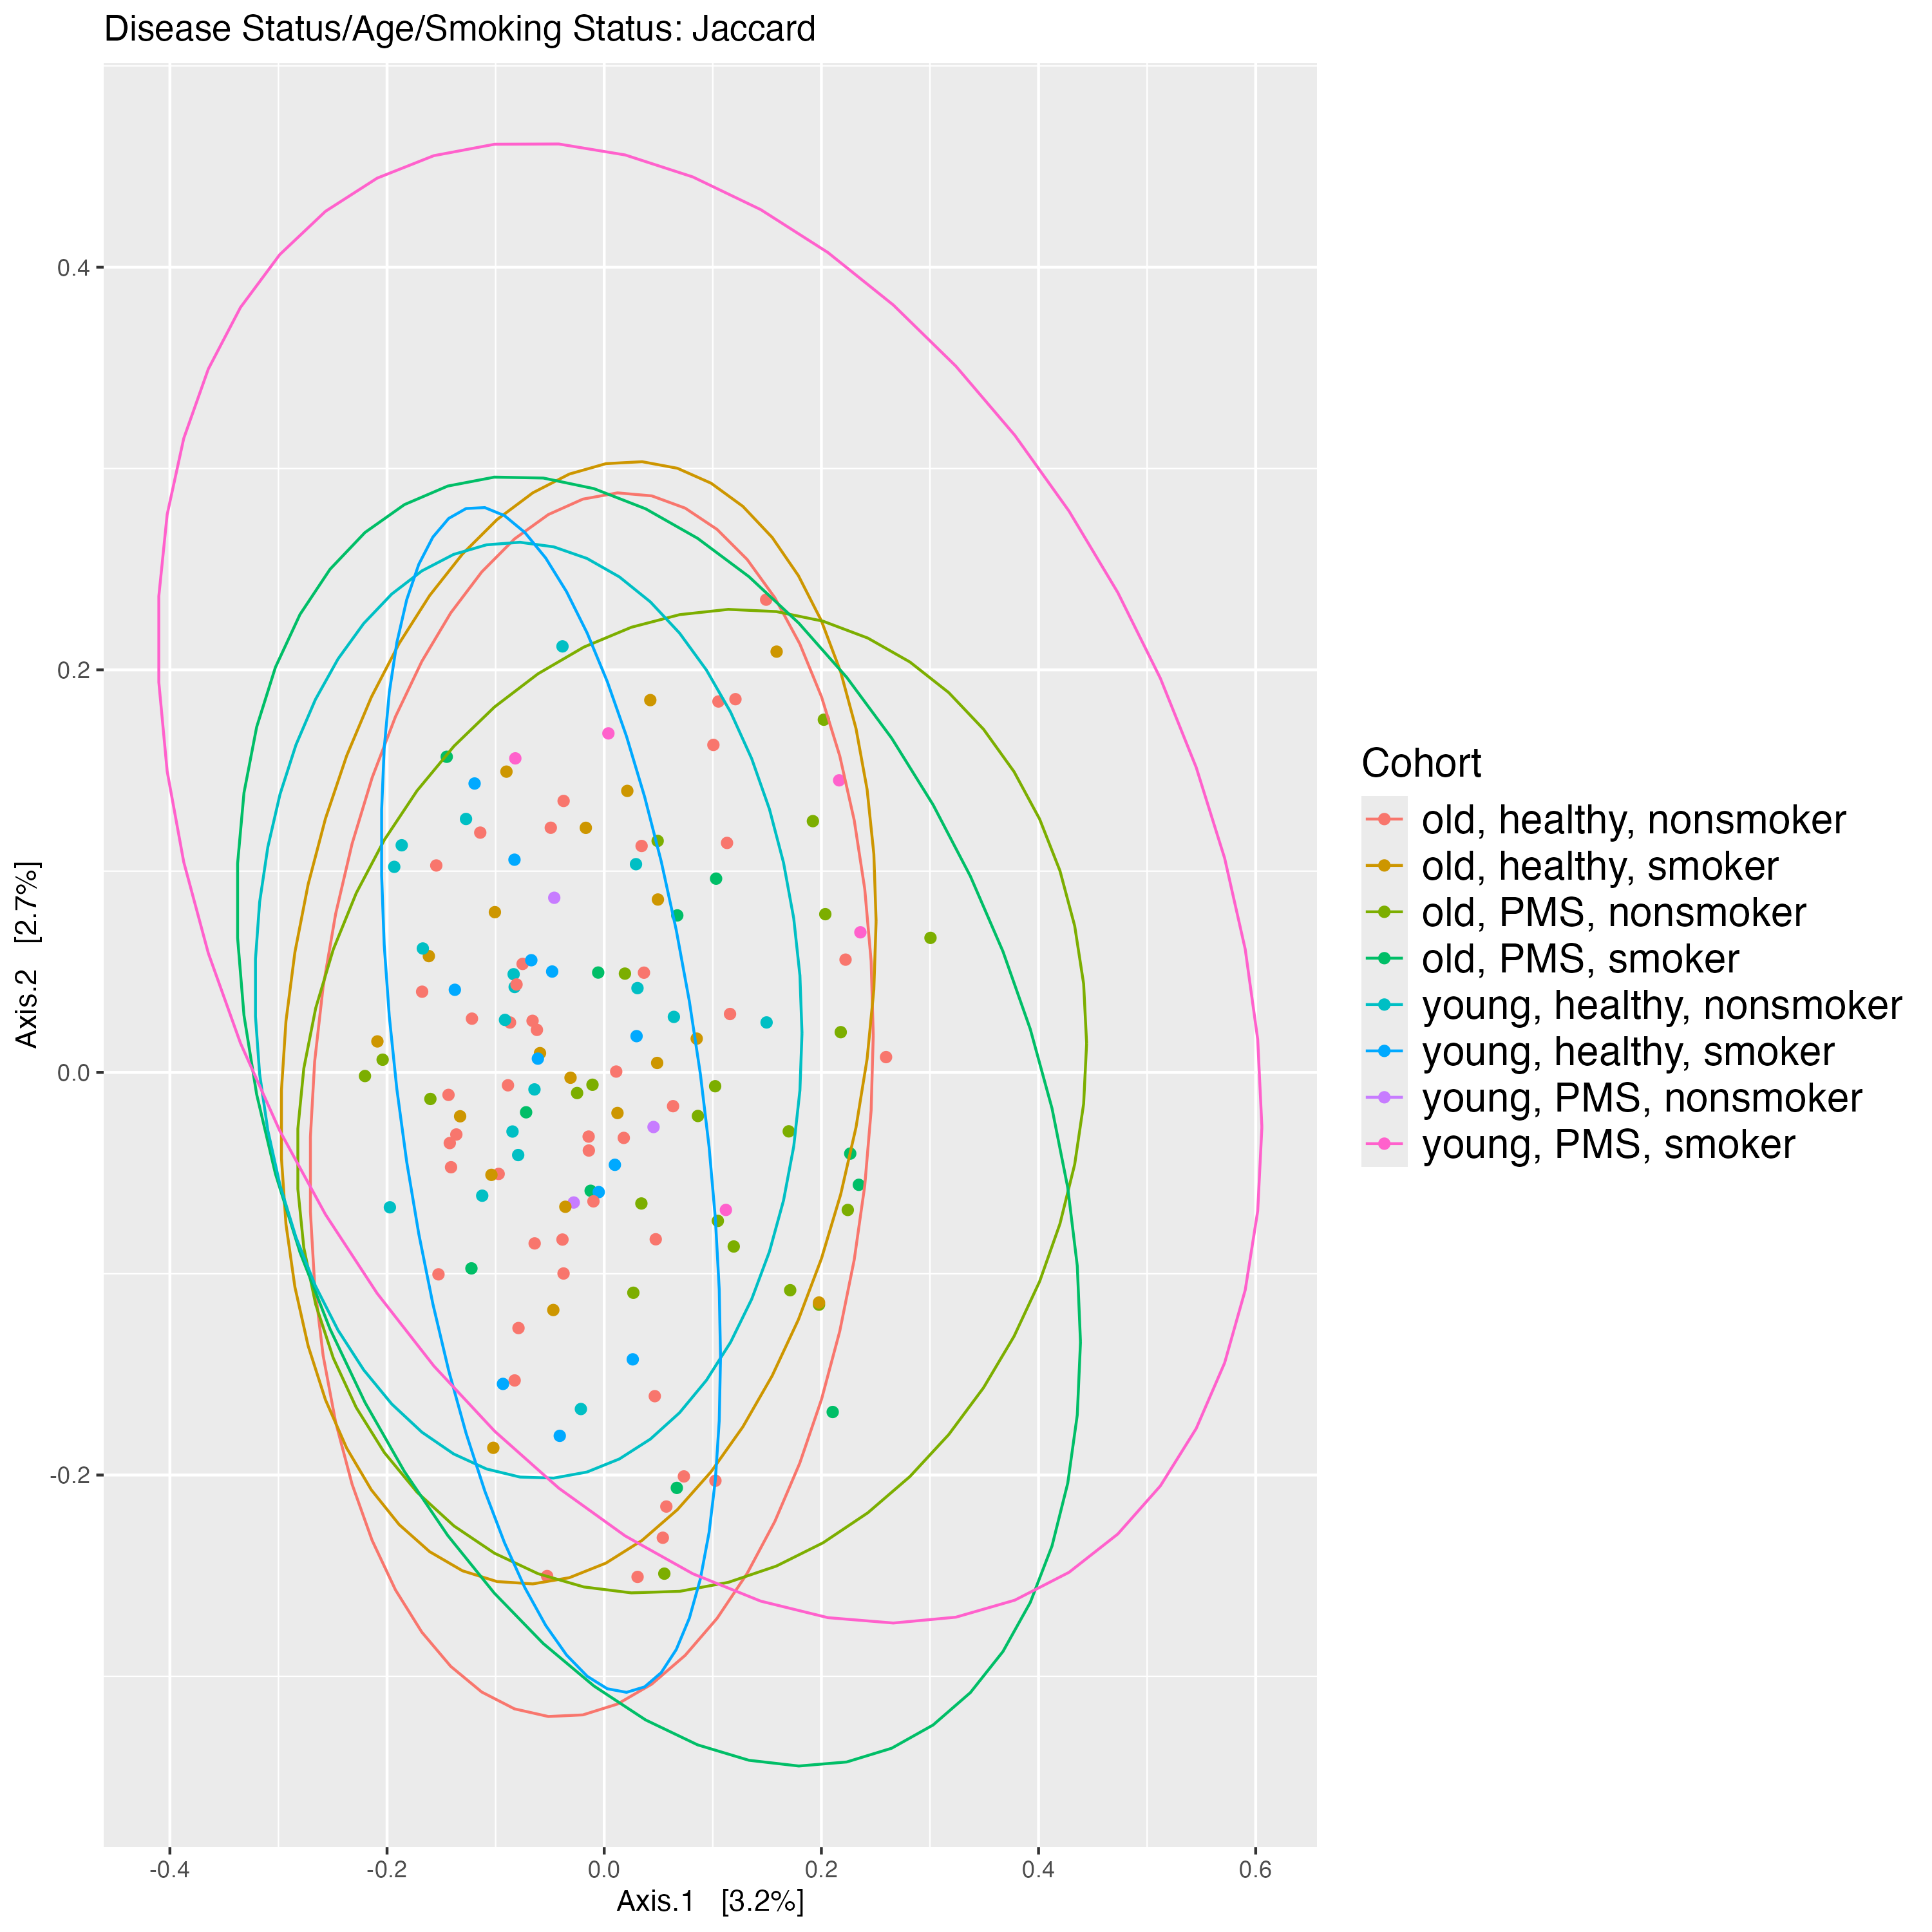 Disease Status/Age/Smoking Status: Jaccard
0.4
0.2
0.0
-0.2
Axis.2 [2.7%]
-0.4 -0.2 0.0 0.2 0.4 0.6
Axis.1 [3.2%]
Cohort
old, healthy, nonsmoker
old, healthy, smoker
old, PMS, nonsmoker
old, PMS, smoker
young, healthy, nonsmoker
young, healthy, smoker
young, PMS, nonsmoker
young, PMS, smoker